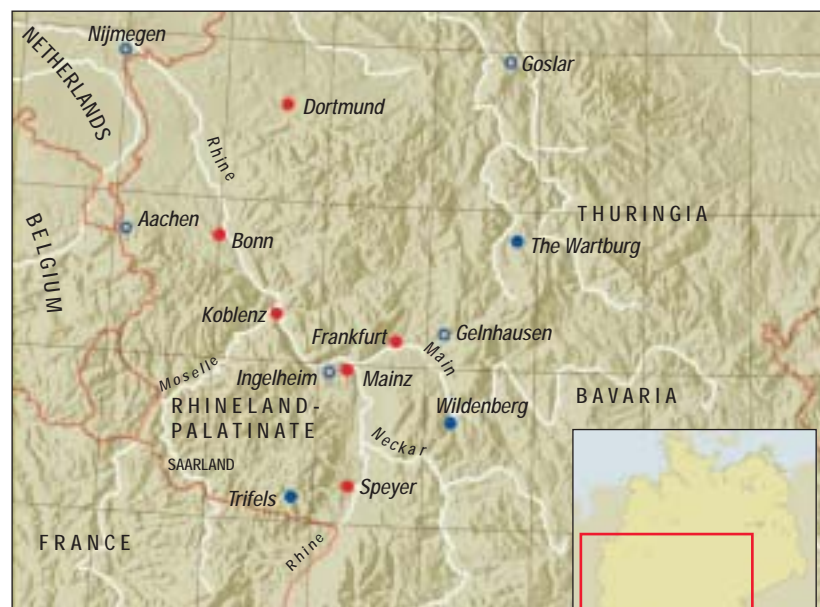 Nijmegen
NETHERLANDS
Goslar
Dortmund
Rhine
Aachen
THURINGIA
BELGIUM
Bonn
The Wartburg
Koblenz
Frankfurt
Gelnhausen
Main
Moselle
Ingelheim
Mainz
RHINELAND-
PALATINATE
BAVARIA
Wildenberg
Neckar
SAARLAND
Trifels
Speyer
FRANCE
Rhine